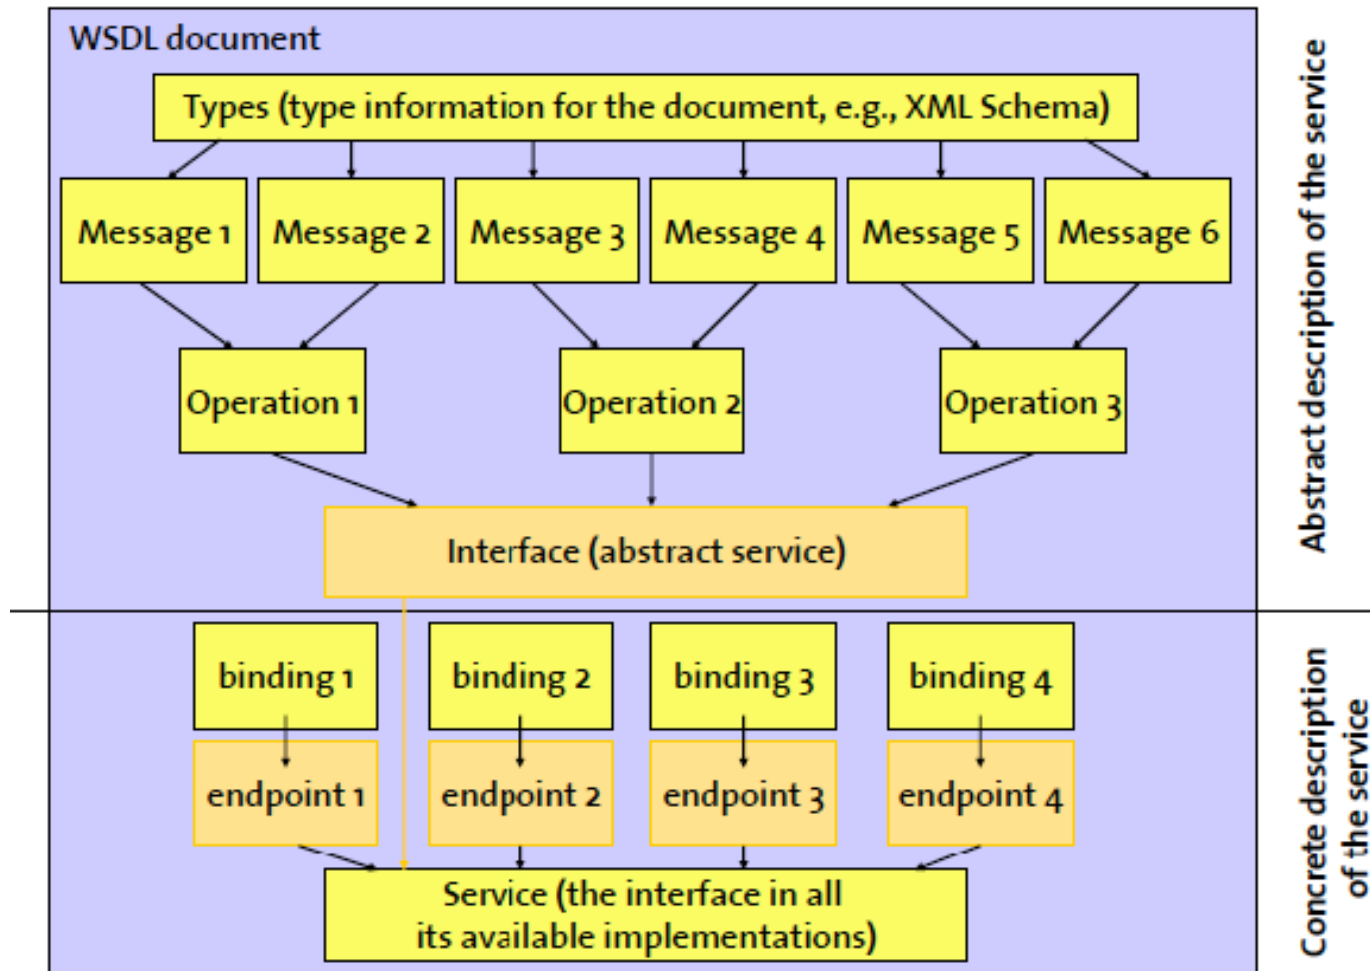 WSDL document
Types (type information for the document, e.g., XML Schema)
Message 1
Message 2
Message 3
Message 4
Message 5
Message 6
Operation 1
Operation 2
Operation 3
Interface (abstract service)
Abstract description of the service
binding 1
binding 2
binding 3
binding 4
endpoint 1
endpoint 2
endpoint 3
endpoint 4
Service (the interface in all
its available implementations)
Concrete description
of the service